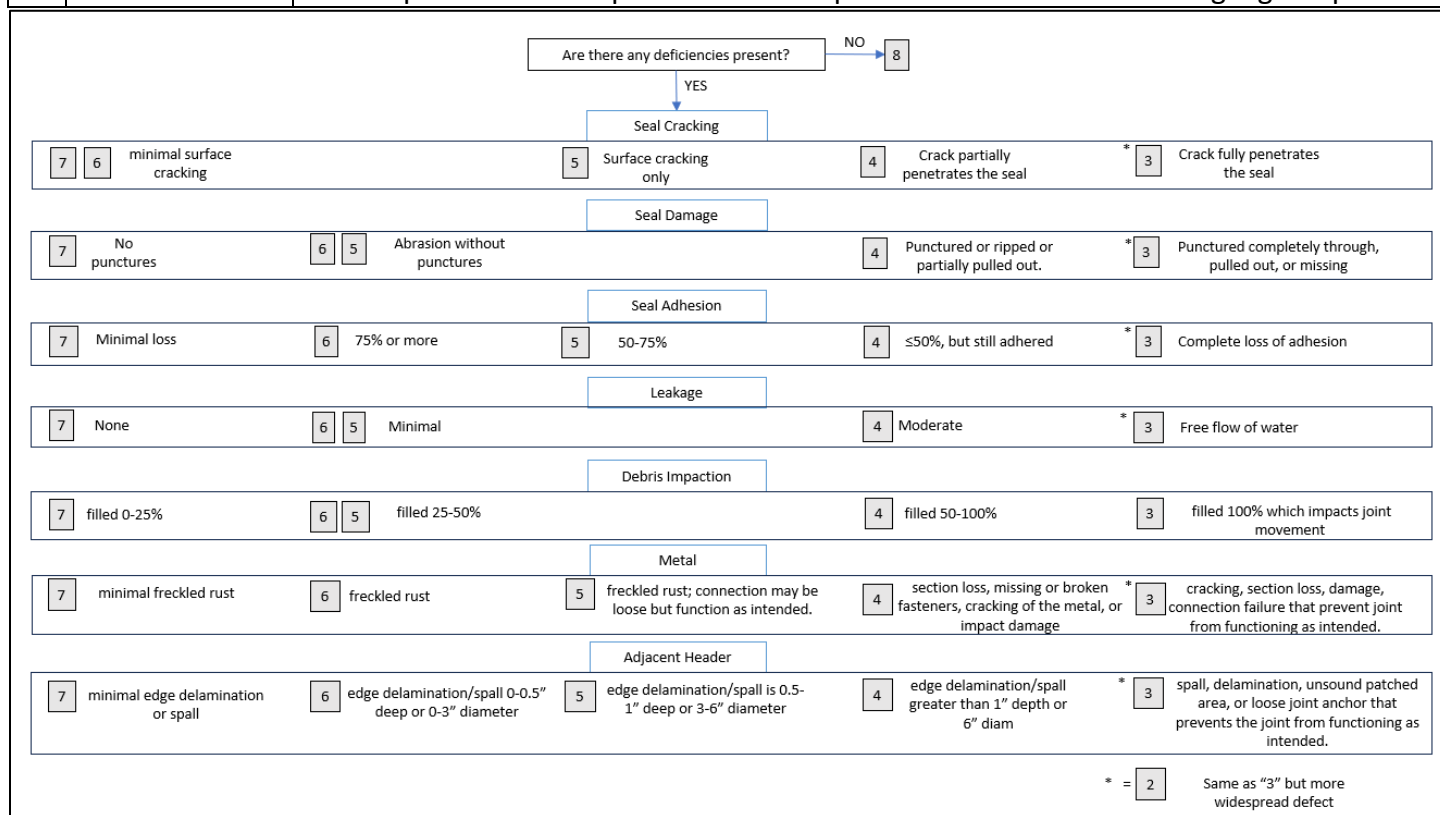 Are there any deficiencies present?
NO
8
YES
Seal Cracking
7 6 minimal surface
cracking
5 Surface cracking
only
4 Crack partially
penetrates the seal
* 3 Crack fully penetrates
the seal
Seal Damage
7 No
punctures
6 5 Abrasion without
punctures
4 Punctured or ripped or
partially pulled out.
* 3 Punctured completely through,
pulled out, or missing
Seal Adhesion
7 Minimal loss
6 75% or more
5 50-75%
4 ≤50%, but still adhered
* 3 Complete loss of adhesion
Leakage
7 None
6 5 Minimal
4 Moderate
* 3 Free flow of water
Debris Impaction
7 filled 0-25%
6 5 filled 25-50%
4 filled 50-100%
3 filled 100% which impacts joint
movement
Metal
7 minimal freckled rust
6 freckled rust
5 freckled rust; connection may be
loose but function as intended.
4 section loss, missing or broken
fasteners, cracking of the metal, or
impact damage
* 3 cracking, section loss, damage,
connection failure that prevent joint
from functioning as intended.
Adjacent Header
7 minimal edge delamination
or spall
6 edge delamination/spall 0-0.5”
deep or 0-3” diameter
5 edge delamination/spall is 0.5-
1” deep or 3-6” diameter
4 edge delamination/spall
greater than 1” depth or
6” diam
* 3 spall, delamination, unsound patched
area, or loose joint anchor that
prevents the joint from functioning as
intended.
* = 2 Same as “3” but more
widespread defect